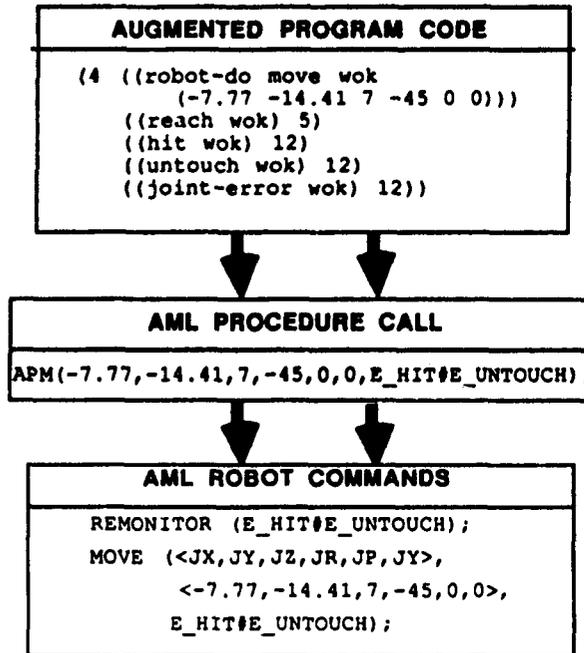 AUGMENTED PROGRAM CODE
(4 ((robot-do move wok
(-7.77 -14.41 7 -45 0 0)))
((reach wok) 5)
((hit wok) 12)
((untouch wok) 12)
((joint-error wok) 12))
AML PROCEDURE CALL
APM(-7.77,-14.41,7,-45,0,0,E_HIT#E_UNTOUCH)
AML ROBOT COMMANDS
REMONITOR (E_HIT#E_UNTOUCH);
MOVE (<JX,JY,JZ,JR,JP,JY>,
<-7.77,-14.41,7,-45,0,0>,
E_HIT#E_UNTOUCH);